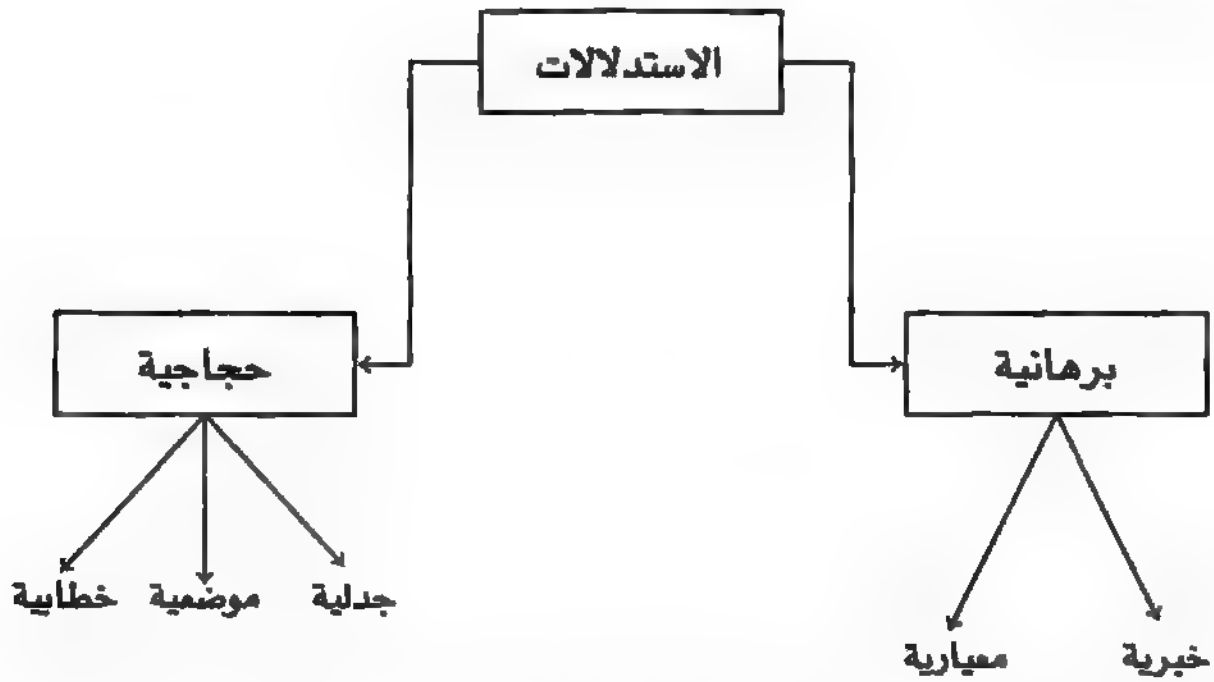 الاستدلالات
برهانية
حجاجية
جدلية
موضعية
خطابية
خبرية
معيارية